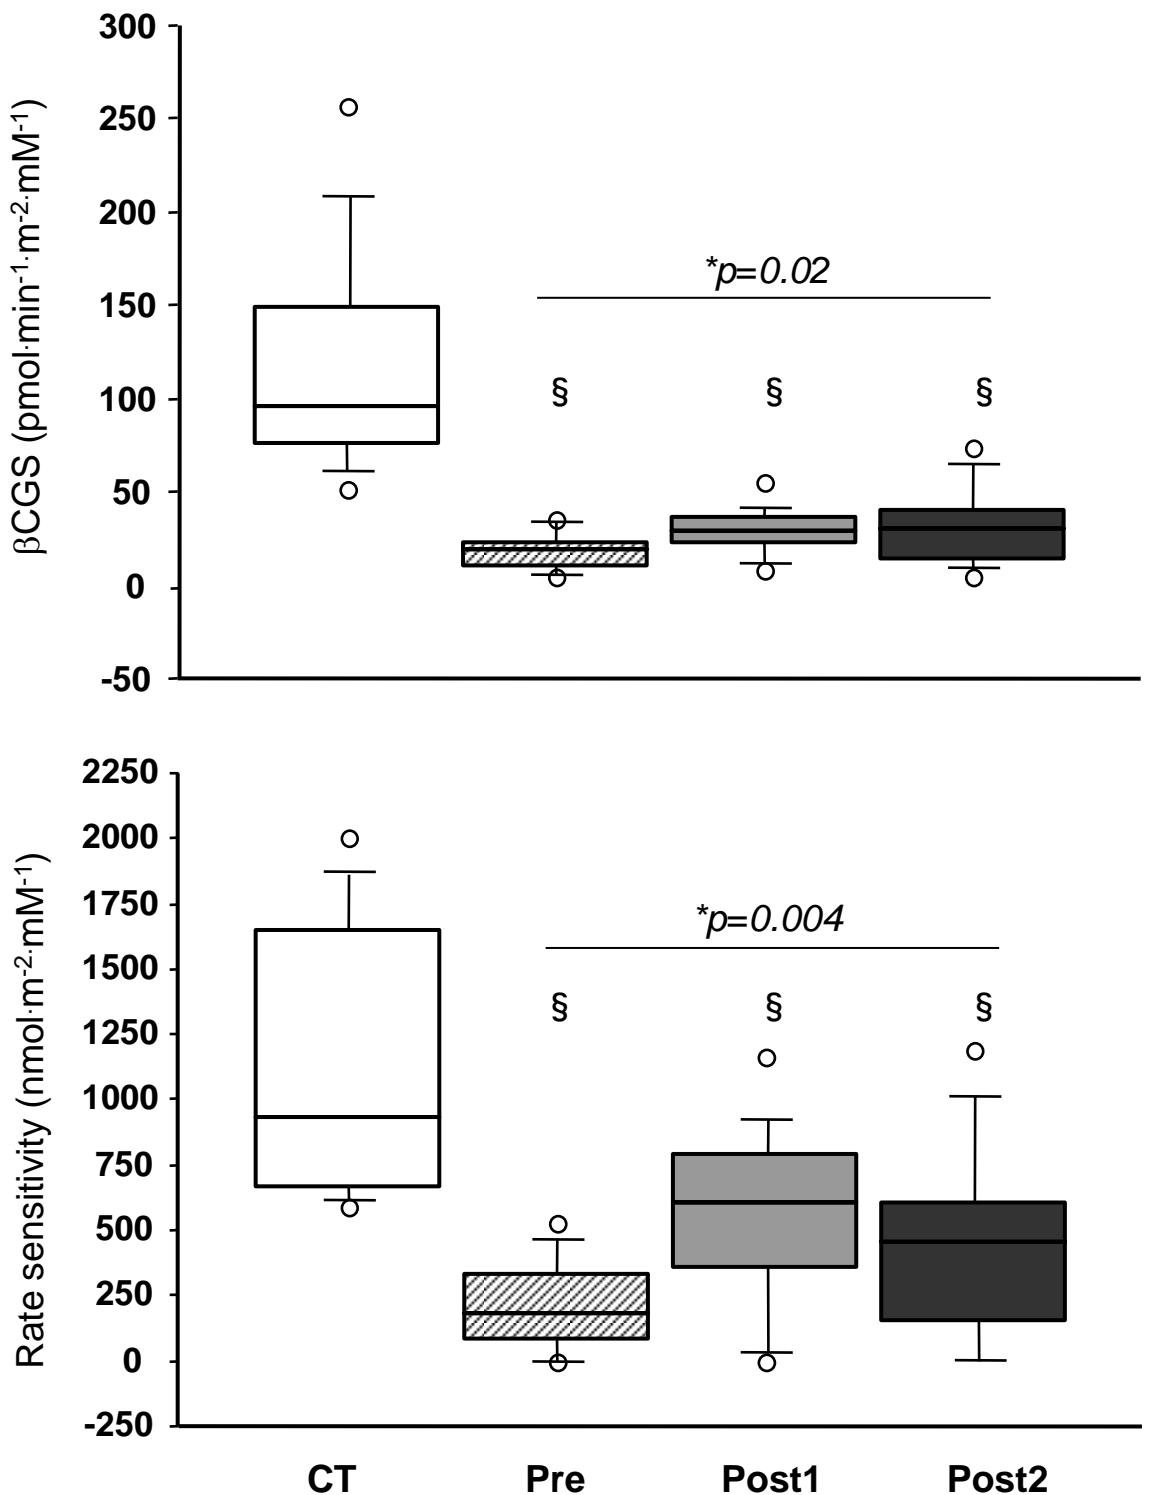 300
250
200
150
100
50
0
-50
βCGS (pmol·min⁻¹·m⁻²·mM⁻¹)
*p=0.02
§ § §
2250
2000
1750
1500
1250
1000
750
500
250
0
-250
Rate sensitivity (nmol·m⁻²·mM⁻¹)
*p=0.004
§ § §
CT Pre Post1 Post2